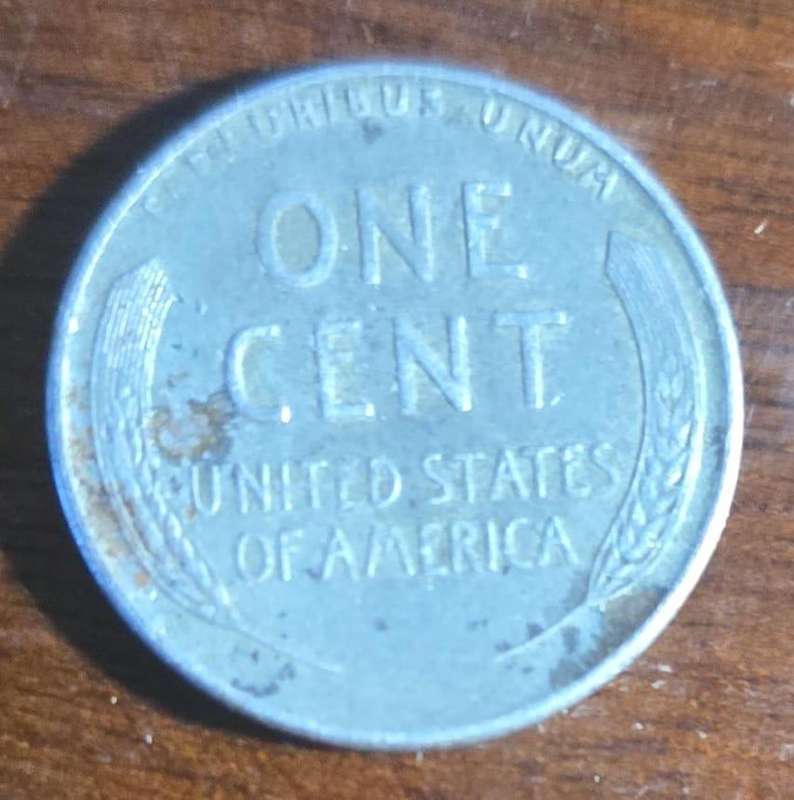 E PLURIBUS UNUM
ONE
CENT
UNITED STATES
OF AMERICA